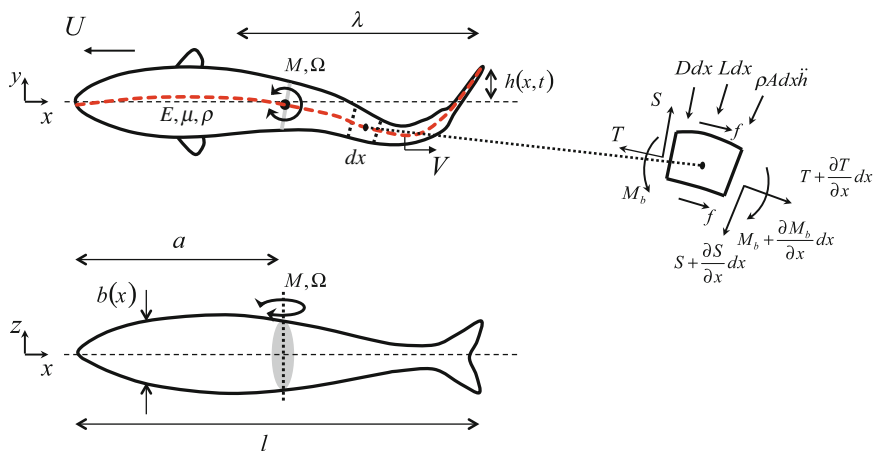 U
λ
M, Ω
h(x,t)
y
x
E, μ, ρ
dx
V
Ddx
Ldx
ρAdxḧ
S
f
T
M_b
f
T + ∂T/∂x dx
M_b + ∂M_b/∂x dx
S + ∂S/∂x dx
a
b(x)
M, Ω
z
x
l